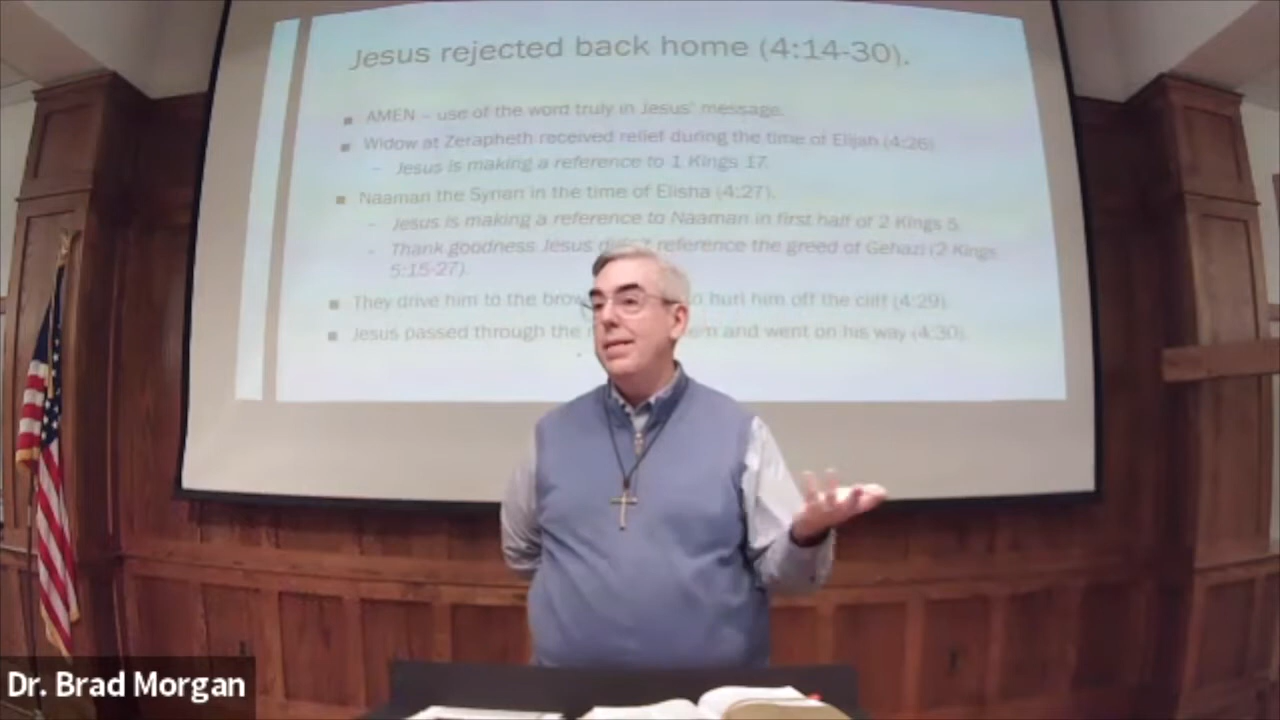 Jesus rejected back home (4:14-30).
AMEN – use of the word truly in Jesus' message.
Widow at Zerapheth received relief during the time of Elijah (4:26)
– Jesus is making a reference to 1 Kings 17.
Naaman the Syrian in the time of Elisha (4:27).
– Jesus is making a reference to Naaman in first half of 2 Kings 5.
– Thank goodness Jesus didn't reference the greed of Gehazi (2 Kings
5:15-27).
They drive him to the brow to hurl him off the cliff (4:29).
Jesus passed through the and went on his way (4:30).
Dr. Brad Morgan